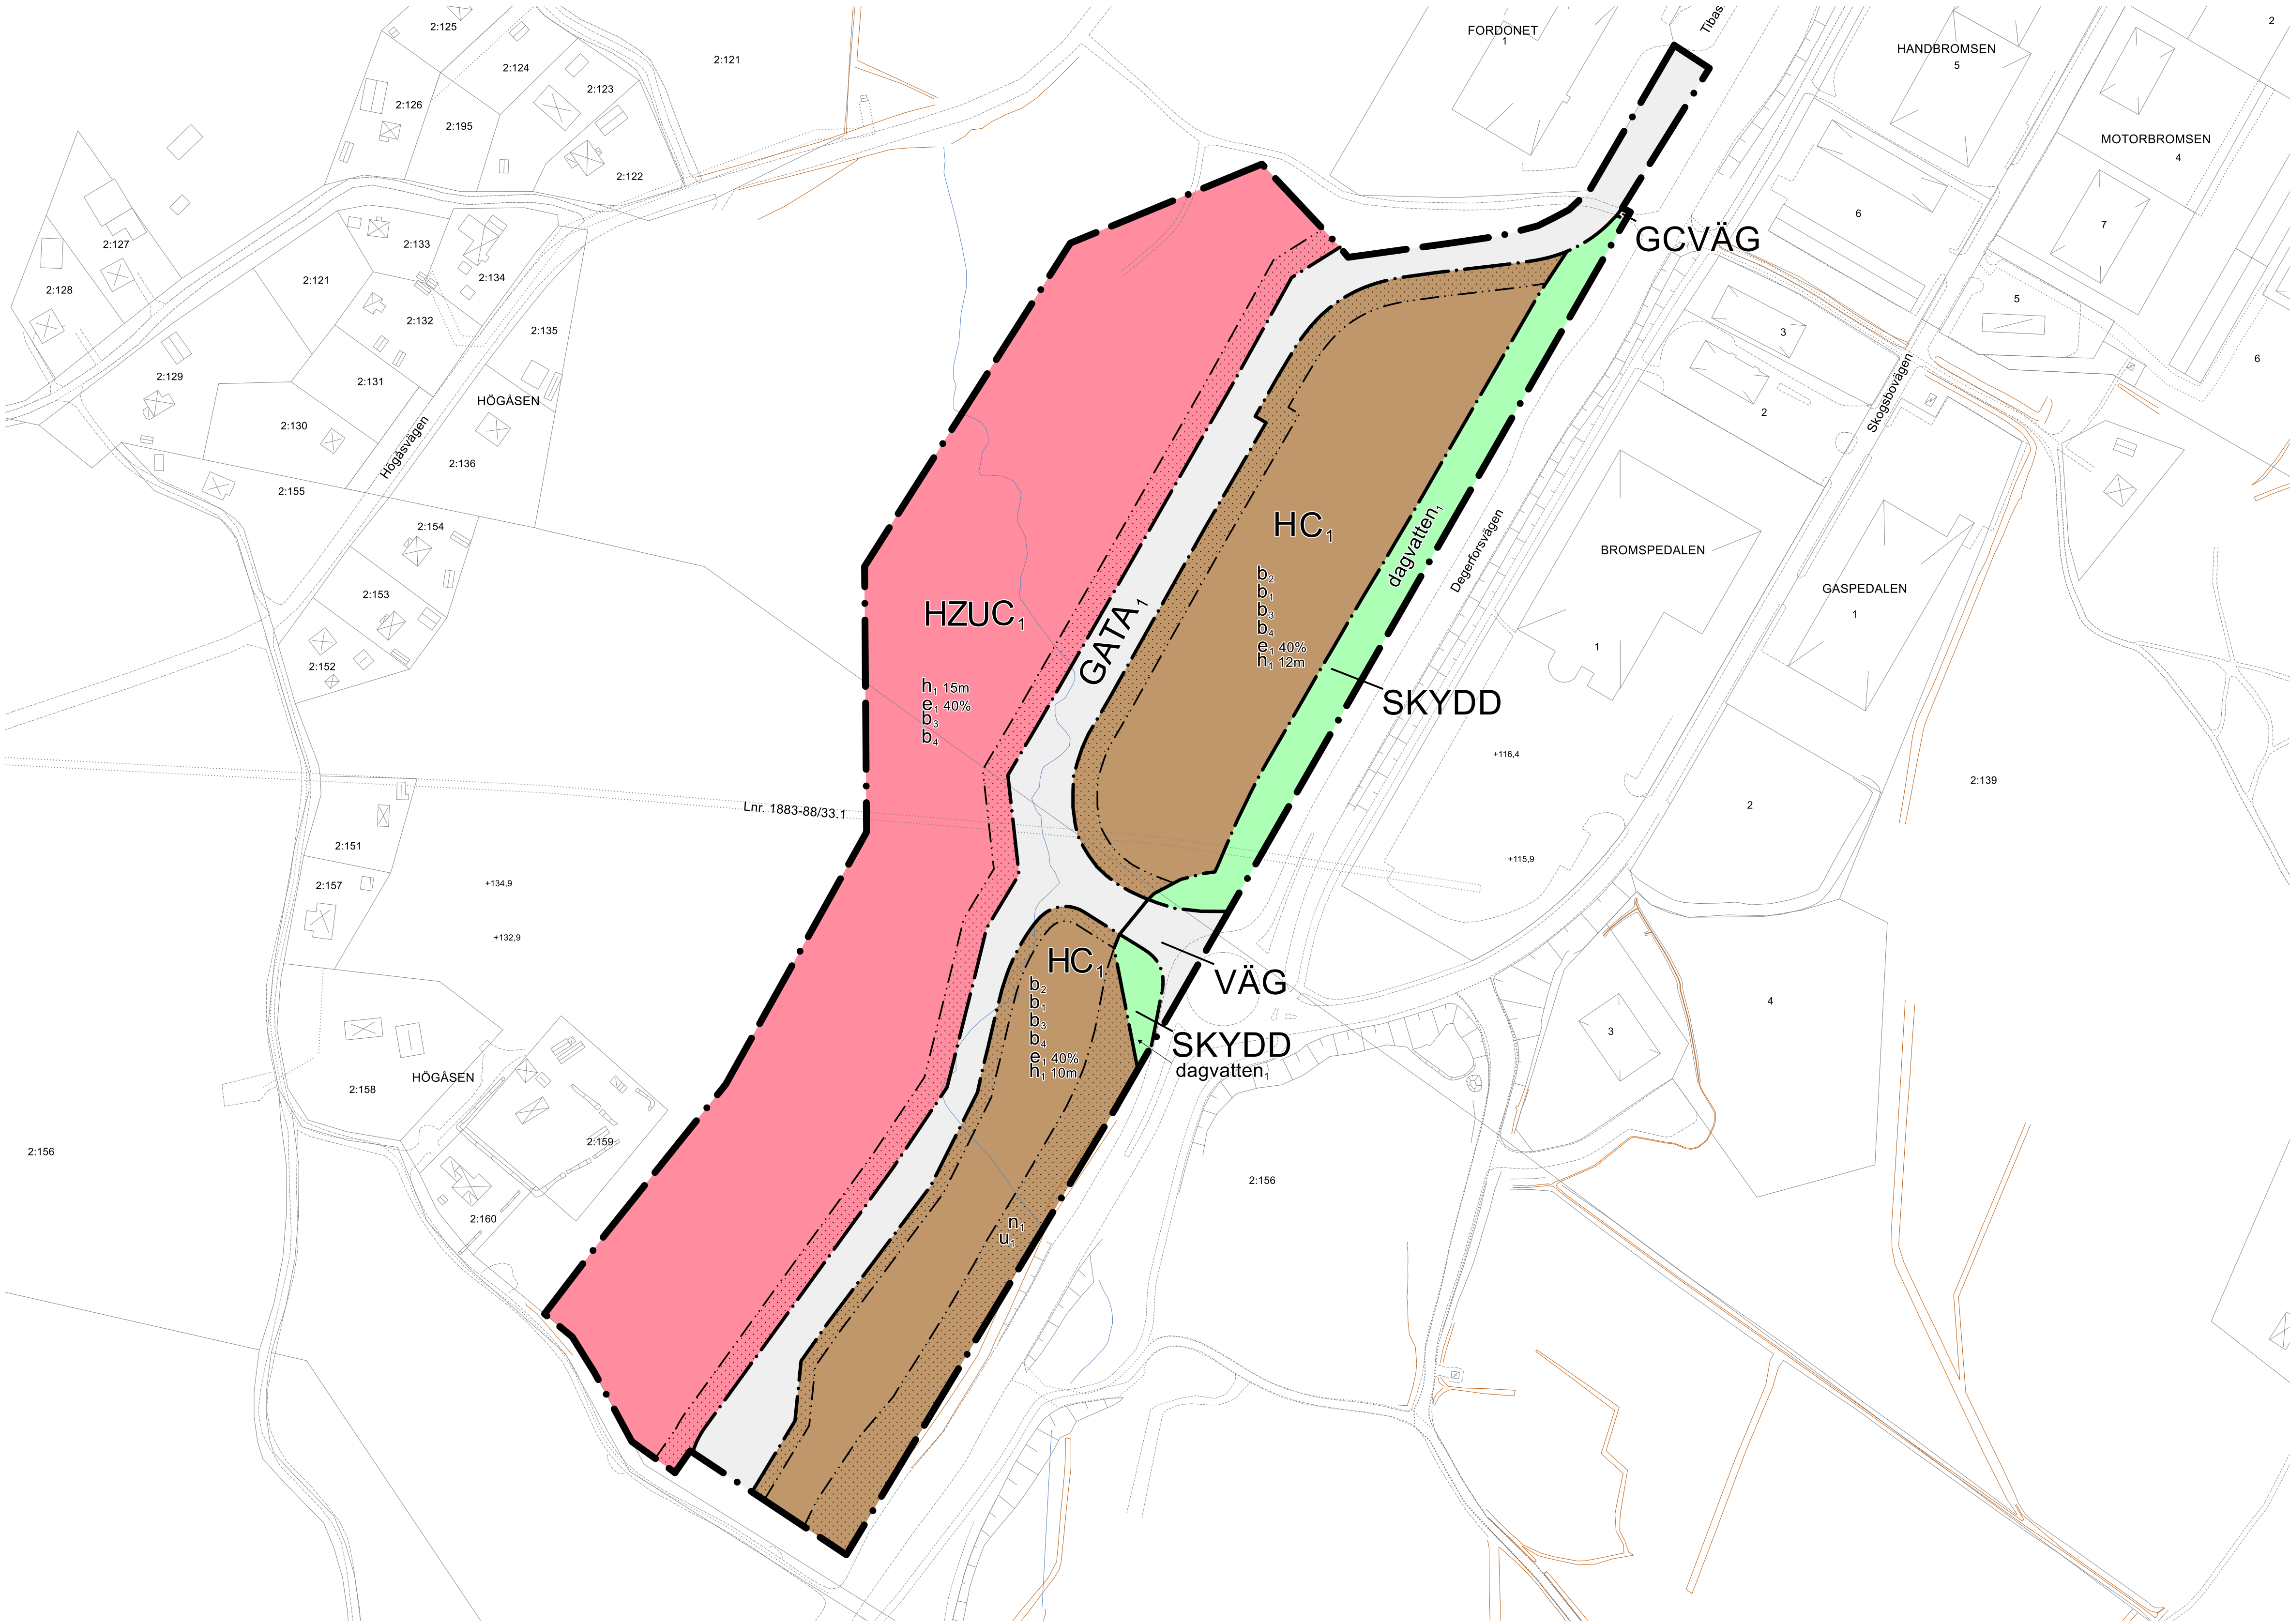 2:125
2:124
2:123
2:126
2:195
2:122
2:121
FORDONET
1
Tibas
HANDBROMSEN
5
2
MOTORBROMSEN
4
7
6
2:127
2:128
2:133
2:134
2:121
2:132
2:135
2:129
2:131
HÖGÅSEN
2:130
Högåsvägen
2:136
2:155
2:154
2:153
2:152
GCVÄG
5
3
6
2
Skogsbovägen
HC1
b2
b1
b3
b4
e1 40%
h1 12m
dagvatten1
Degerforsvägen
BROMSPEDALEN
1
GASPEDALEN
1
HZUC1
h1 15m
e1 40%
b3
b4
GATA1
SKYDD
+116,4
2:139
2
Lnr. 1883-88/33.1
2:151
2:157
+134,9
+115,9
+132,9
HC1
b2
b1
b3
b4
e1 40%
h1 10m
VÄG
SKYDD
dagvatten1
4
3
HÖGÅSEN
2:158
2:159
2:156
2:160
2:156
n1
u1